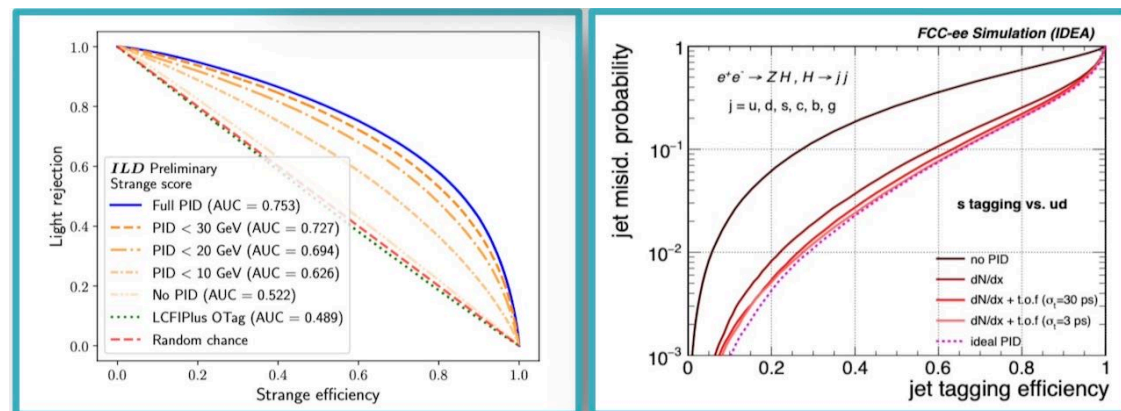 1.0
0.8
0.6
0.4
0.2
0.0
Light rejection
ILD Preliminary
Strange score
Full PID (AUC = 0.753)
PID < 30 GeV (AUC = 0.727)
PID < 20 GeV (AUC = 0.694)
PID < 10 GeV (AUC = 0.626)
No PID (AUC = 0.522)
LCFIPlus OTag (AUC = 0.489)
Random chance
0.0 0.2 0.4 0.6 0.8 1.0
Strange efficiency
FCC-ee Simulation (IDEA)
jet misid. probability
1
10⁻¹
10⁻²
10⁻³
e⁺e⁻ → ZH, H → jj
j = u, d, s, c, b, g
s tagging vs. ud
no PID
dN/dx
dN/dx + t.o.f (σₜ=30 ps)
dN/dx + t.o.f (σₜ=3 ps)
ideal PID
0 0.2 0.4 0.6 0.8 1
jet tagging efficiency